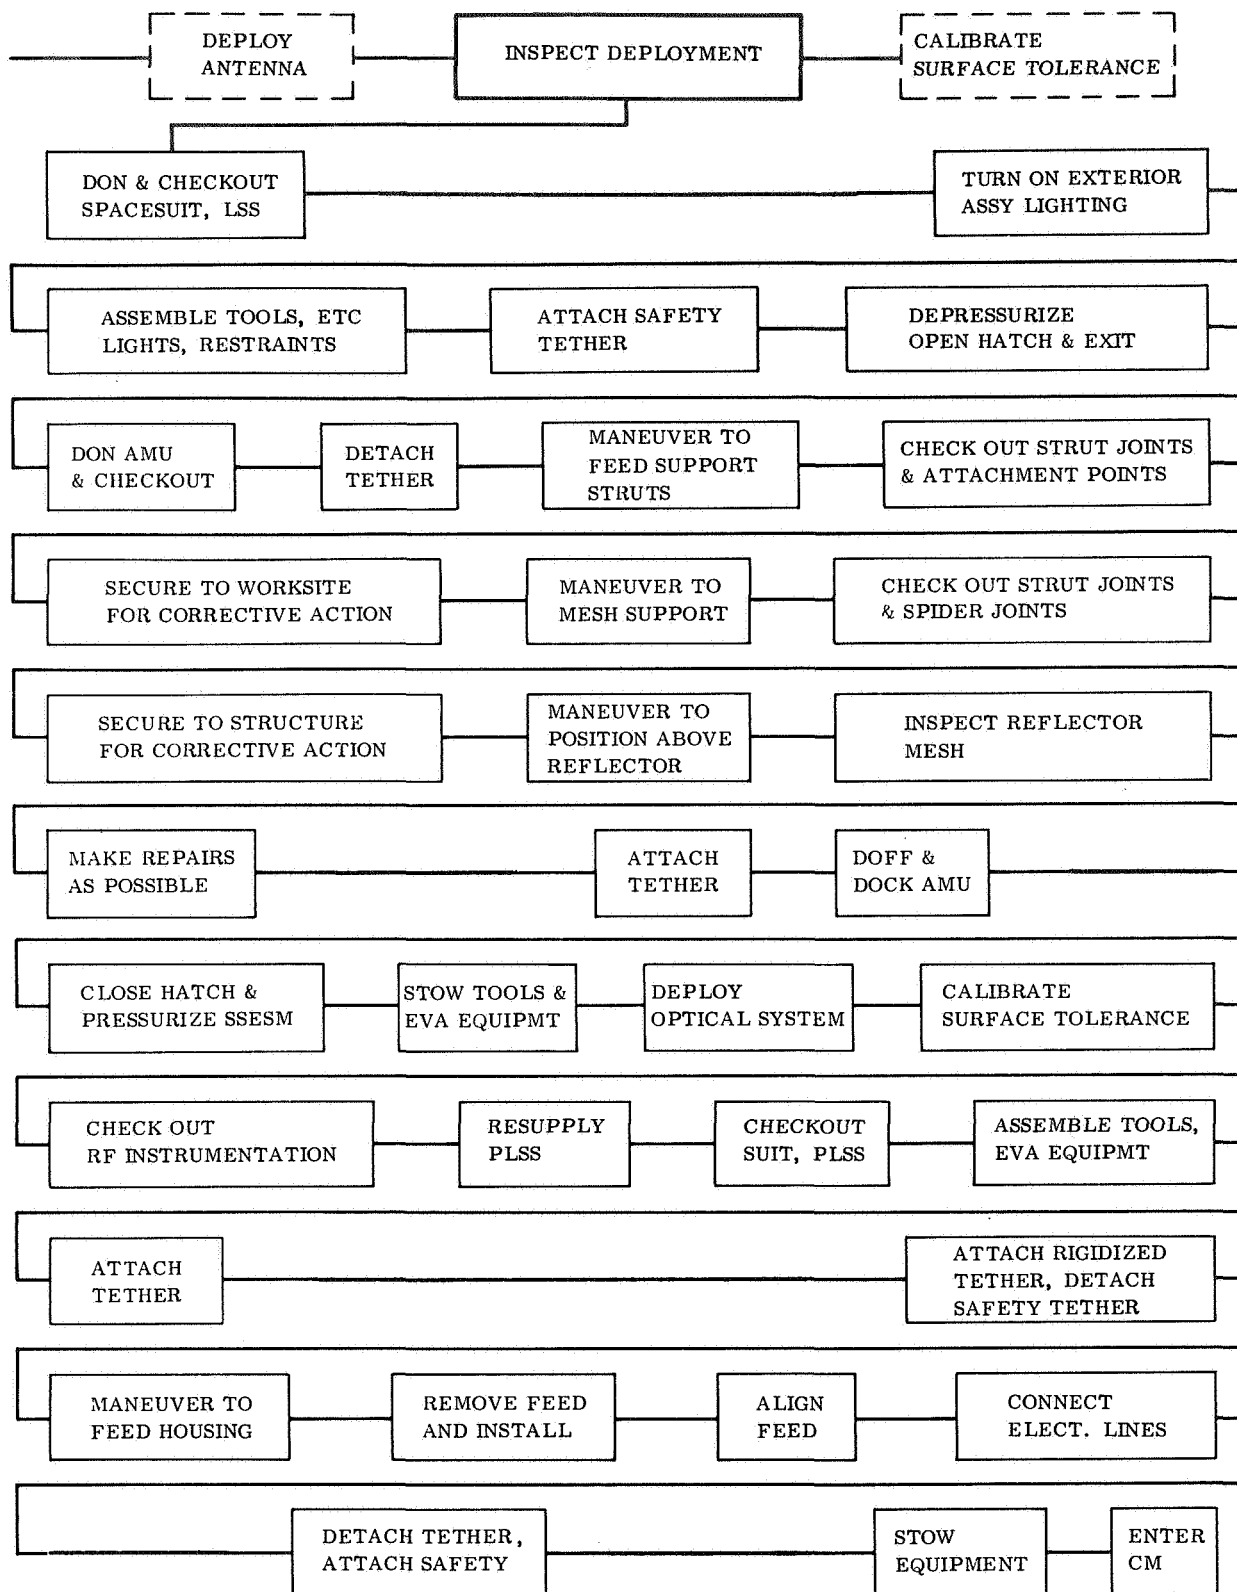 DEPLOY
ANTENNA
INSPECT DEPLOYMENT
CALIBRATE
SURFACE TOLERANCE
DON & CHECKOUT
SPACESUIT, LSS
TURN ON EXTERIOR
ASSY LIGHTING
ASSEMBLE TOOLS, ETC
LIGHTS, RESTRAINTS
ATTACH SAFETY
TETHER
DEPRESSURIZE
OPEN HATCH & EXIT
DON AMU
& CHECKOUT
DETACH
TETHER
MANEUVER TO
FEED SUPPORT
STRUTS
CHECK OUT STRUT JOINTS
& ATTACHMENT POINTS
SECURE TO WORKSITE
FOR CORRECTIVE ACTION
MANEUVER TO
MESH SUPPORT
CHECK OUT STRUT JOINTS
& SPIDER JOINTS
SECURE TO STRUCTURE
FOR CORRECTIVE ACTION
MANEUVER TO
POSITION ABOVE
REFLECTOR
INSPECT REFLECTOR
MESH
MAKE REPAIRS
AS POSSIBLE
ATTACH
TETHER
DOFF &
DOCK AMU
CLOSE HATCH &
PRESSURIZE SSESM
STOW TOOLS &
EVA EQUIPMT
DEPLOY
OPTICAL SYSTEM
CALIBRATE
SURFACE TOLERANCE
CHECK OUT
RF INSTRUMENTATION
RESUPPLY
PLSS
CHECKOUT
SUIT, PLSS
ASSEMBLE TOOLS,
EVA EQUIPMT
ATTACH
TETHER
ATTACH RIGIDIZED
TETHER, DETACH
SAFETY TETHER
MANEUVER TO
FEED HOUSING
REMOVE FEED
AND INSTALL
ALIGN
FEED
CONNECT
ELECT. LINES
DETACH TETHER,
ATTACH SAFETY
STOW
EQUIPMENT
ENTER
CM